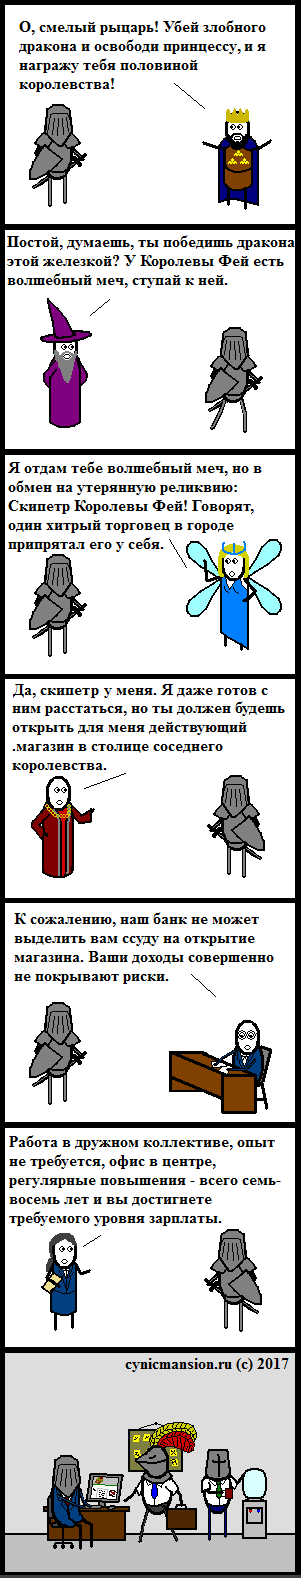 О, смелый рыцарь! Убей злобного
дракона и освободи принцессу, и я
награжу тебя половиной
королевства!
Постой, думаешь, ты победишь дракона
этой железкой? У Королевы Фей есть
волшебный меч, ступай к ней.
Я отдам тебе волшебный меч, но в
обмен на утерянную реликвию:
Скипетр Королевы Фей! Говорят,
один хитрый торговец в городе
припрятал его у себя.
Да, скипетр у меня. Я даже готов с
ним расстаться, но ты должен будешь
открыть для меня действующий
.магазин в столице соседнего
королевства.
К сожалению, наш банк не может
выделить вам ссуду на открытие
магазина. Ваши доходы совершенно
не покрывают риски.
Работа в дружном коллективе, опыт
не требуется, офис в центре,
регулярные повышения - всего семь-
восемь лет и вы достигнете
требуемого уровня зарплаты.
cynicmansion.ru (c) 2017